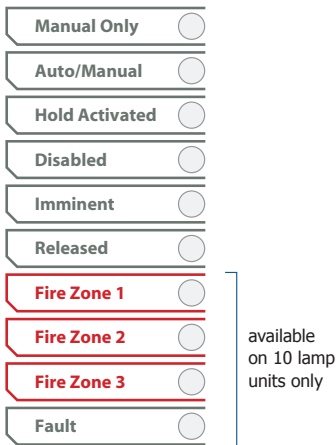 Manual Only
Auto/Manual
Hold Activated
Disabled
Imminent
Released
Fire Zone 1
Fire Zone 2
Fire Zone 3
Fault
available
on 10 lamp
units only